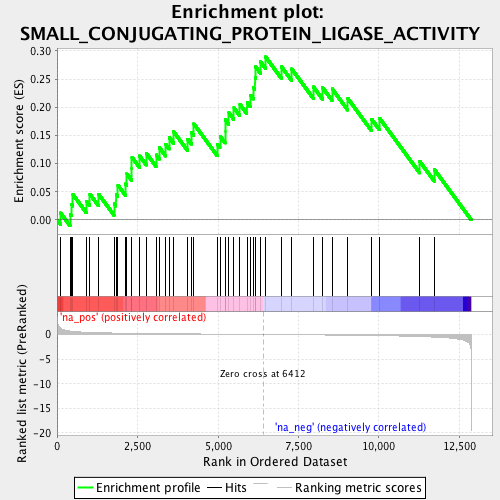 Enrichment plot:
SMALL_CONJUGATING_PROTEIN_LIGASE_ACTIVITY
Enrichment score (ES)
0.30
0.25
0.20
0.15
0.10
0.05
0.00
'na_pos' (positively correlated)
Ranked list metric (PreRanked)
0
-5
-10
-15
-20
Zero cross at 6412
'na_neg' (negatively correlated)
0
2,500
5,000
7,500
10,000
12,500
Rank in Ordered Dataset
Enrichment profile
Hits
Ranking metric scores